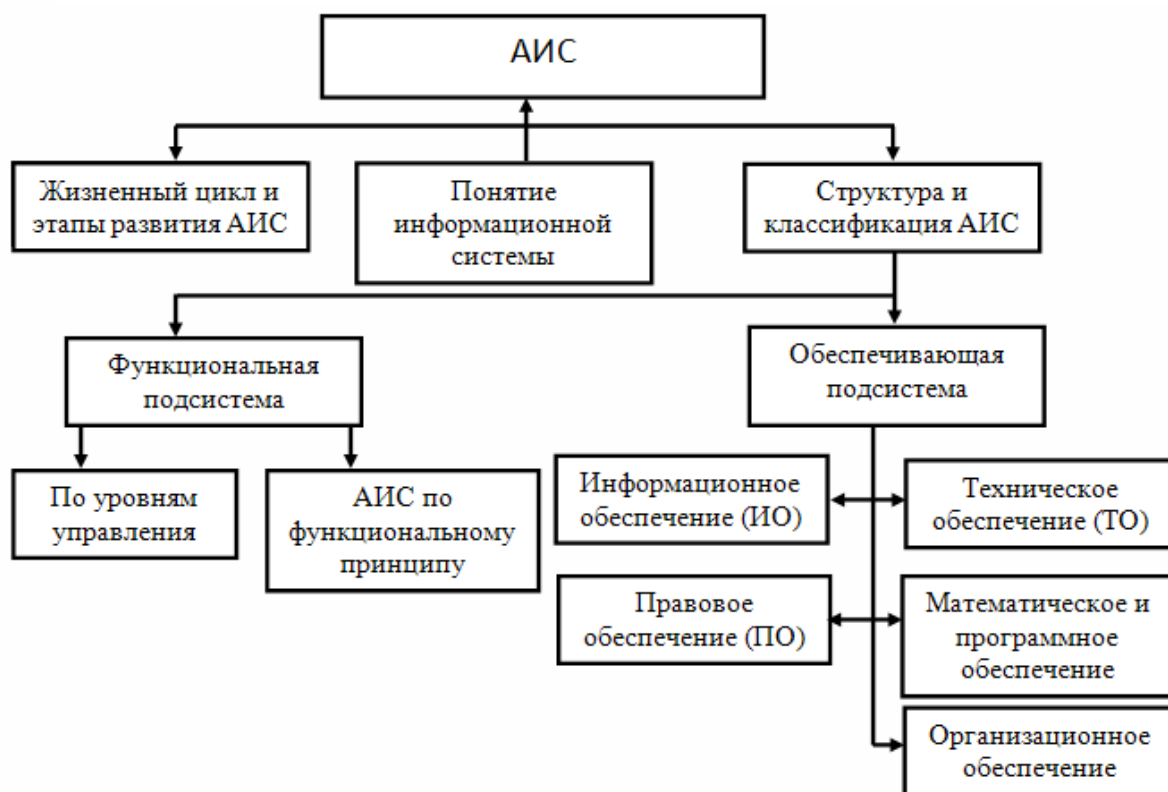 АИС
Жизненный цикл и
этапы развития АИС
Понятие
информационной
системы
Структура и
классификация АИС
Функциональная
подсистема
Обеспечивающая
подсистема
По уровням
управления
АИС по
функциональному
принципу
Информационное
обеспечение (ИО)
Техническое
обеспечение (ТО)
Правовое
обеспечение (ПО)
Математическое и
программное
обеспечение
Организационное
обеспечение